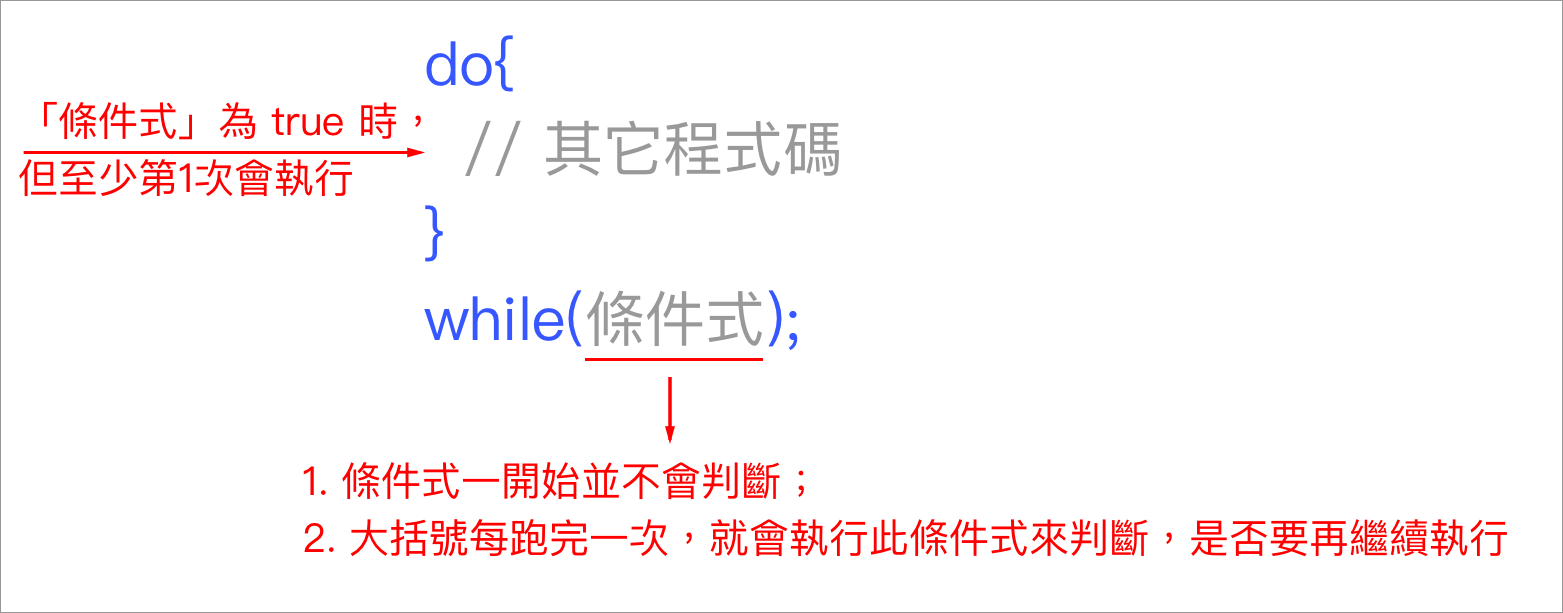 do{
「條件式」為 true 時，
// 其它程式碼
但至少第1次會執行
}
while(條件式);
1. 條件式一開始並不會判斷；
2. 大括號每跑完一次，就會執行此條件式來判斷，是否要再繼續執行